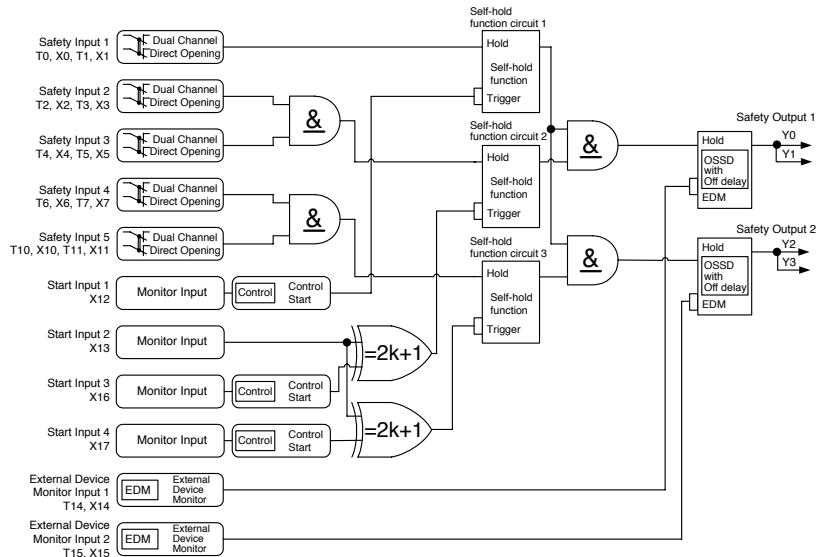 Safety Input 1
T0, X0, T1, X1
Dual Channel
Direct Opening
Safety Input 2
T2, X2, T3, X3
Dual Channel
Direct Opening
Safety Input 3
T4, X4, T5, X5
Dual Channel
Direct Opening
Safety Input 4
T6, X6, T7, X7
Dual Channel
Direct Opening
Safety Input 5
T10, X10, T11, X11
Dual Channel
Direct Opening
Start Input 1
X12
Monitor Input
Control
Control
Start
Start Input 2
X13
Monitor Input
Start Input 3
X16
Monitor Input
Control
Control
Start
Start Input 4
X17
Monitor Input
Control
Control
Start
External Device
Monitor Input 1
T14, X14
EDM
External
Device
Monitor
External Device
Monitor Input 2
T15, X15
EDM
External
Device
Monitor
&
&
=2k+1
=2k+1
Self-hold
function circuit 1
Hold
Self-hold
function
Trigger
Self-hold
function circuit 2
Hold
Self-hold
function
Trigger
Self-hold
function circuit 3
Hold
Self-hold
function
Trigger
&
&
Safety Output 1
Hold
OSSD
with
Off delay
EDM
Y0
Y1
Safety Output 2
Hold
OSSD
with
Off delay
EDM
Y2
Y3